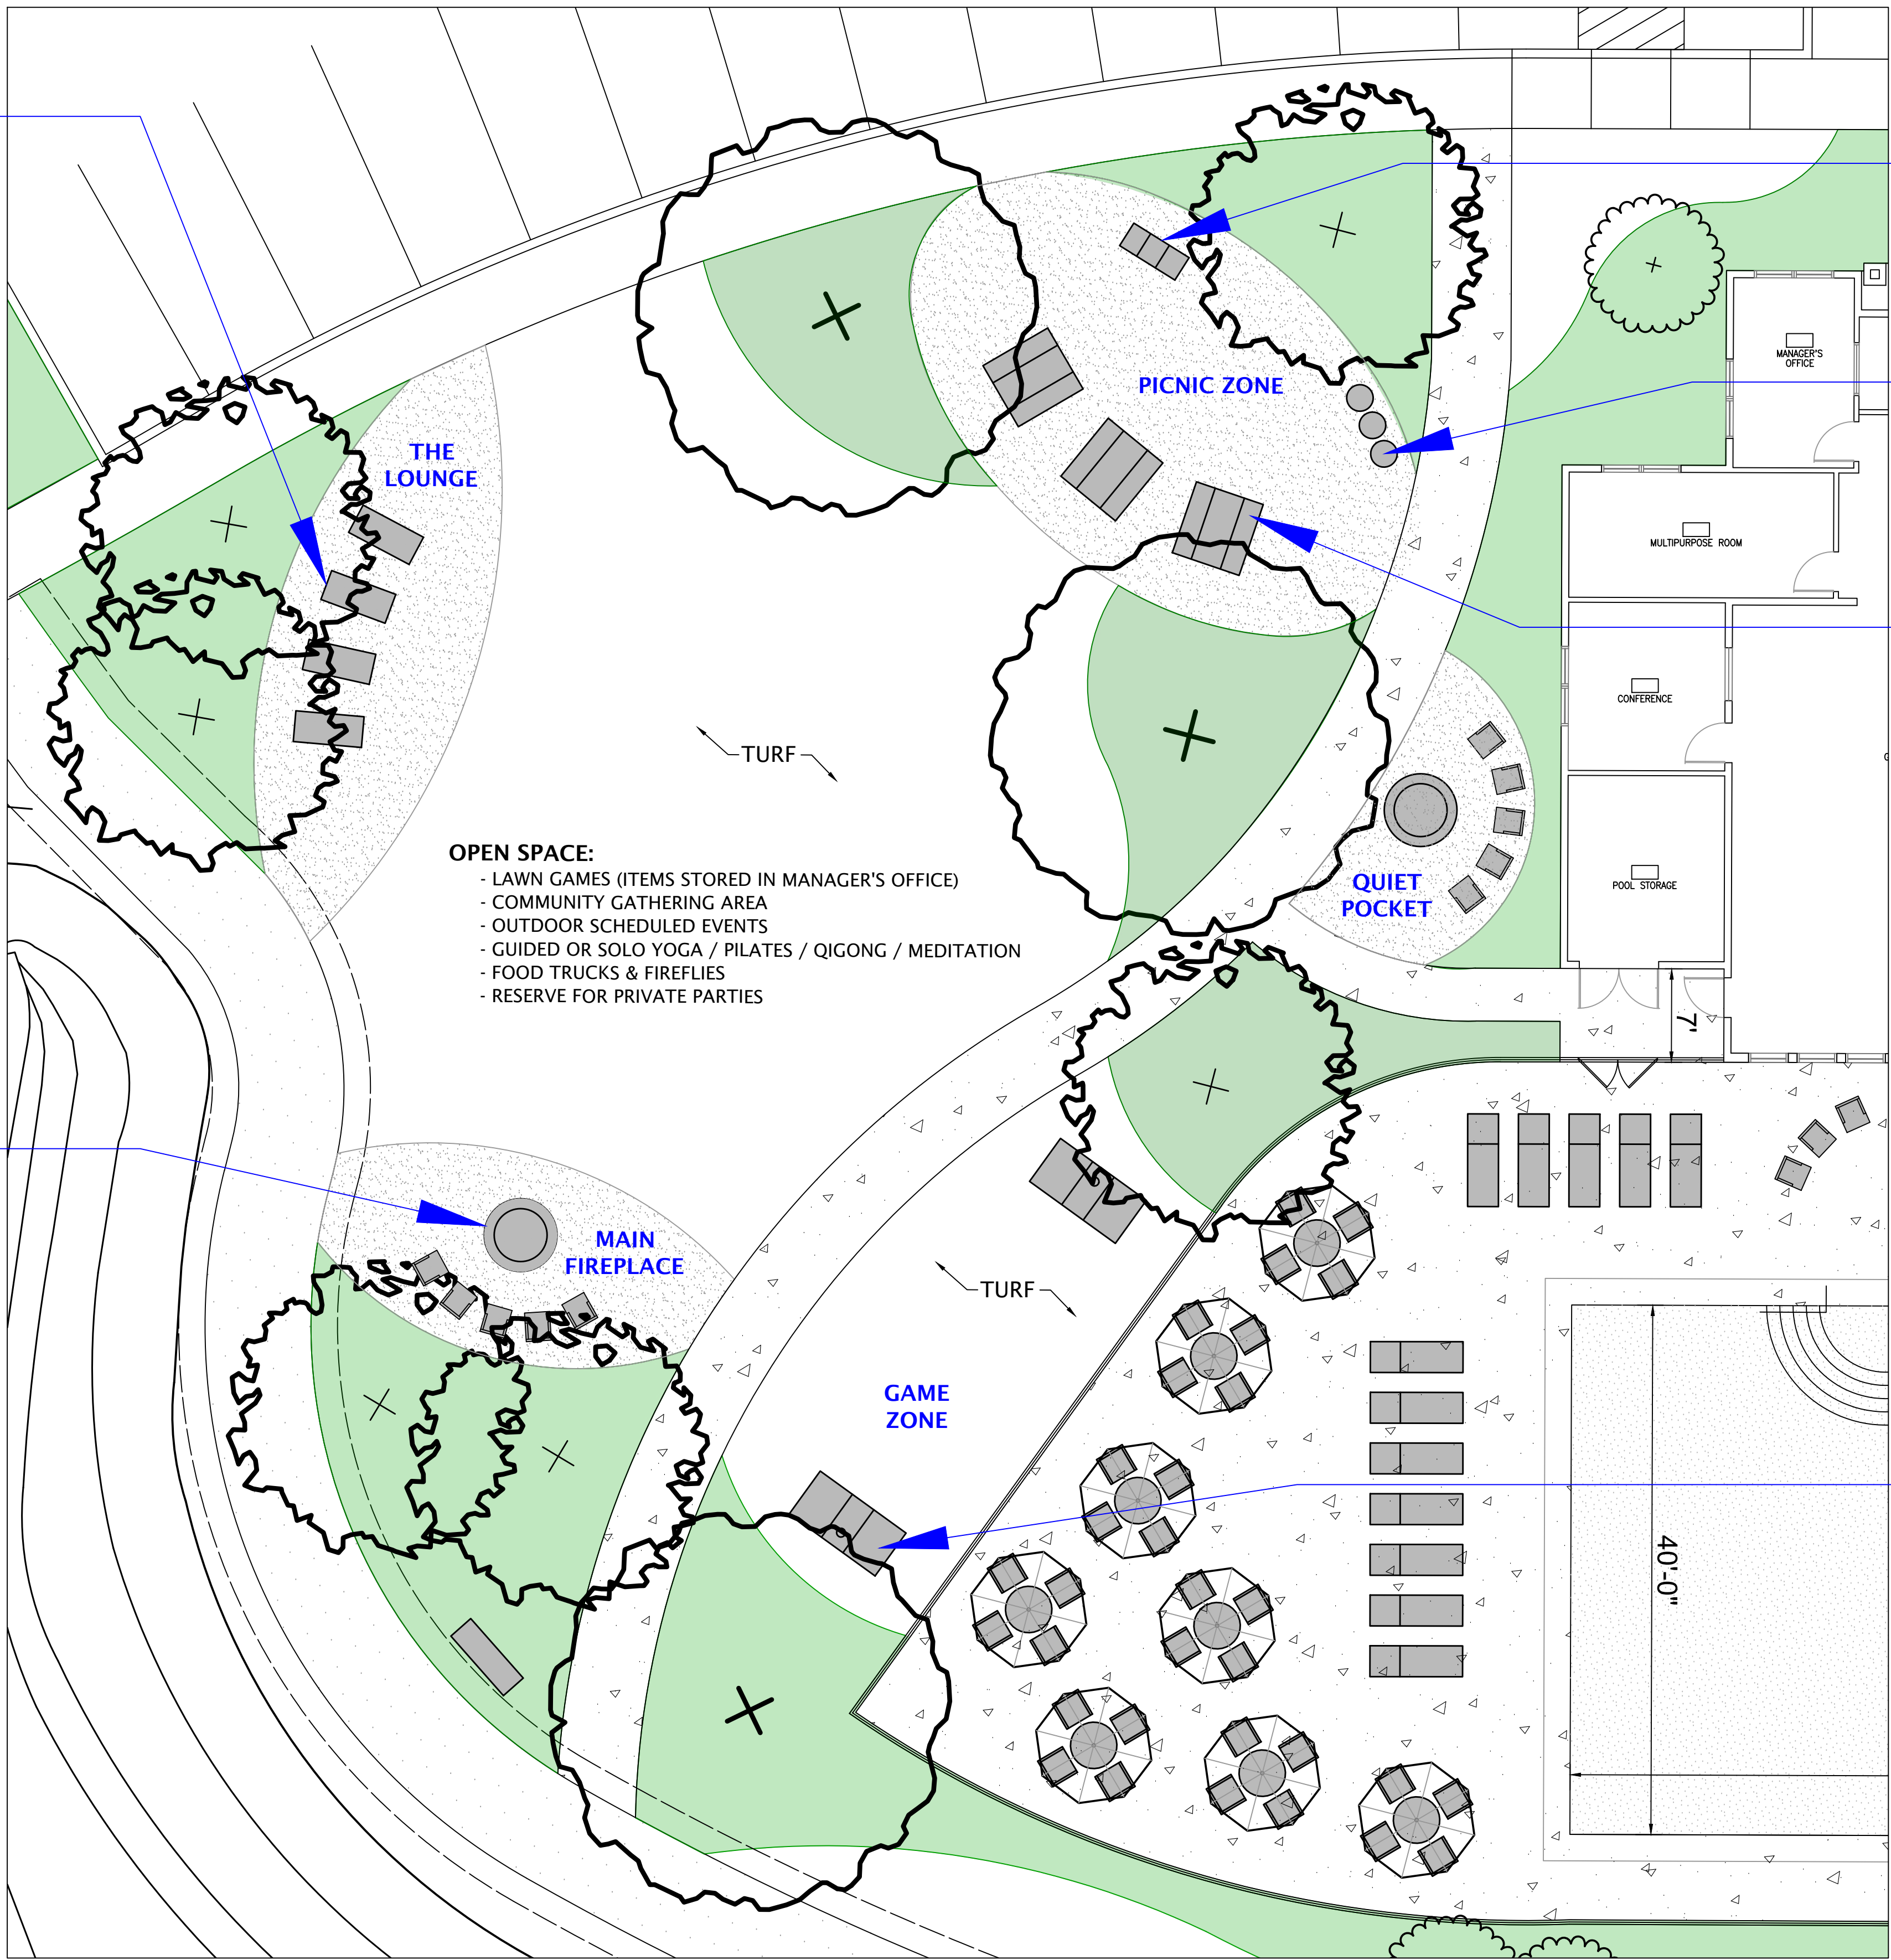 MANAGER'S
OFFICE
PICNIC ZONE
THE
LOUNGE
MULTIPURPOSE ROOM
CONFERENCE
TURF
OPEN SPACE:
- LAWN GAMES (ITEMS STORED IN MANAGER'S OFFICE)
- COMMUNITY GATHERING AREA
- OUTDOOR SCHEDULED EVENTS
- GUIDED OR SOLO YOGA / PILATES / QIGONG / MEDITATION
- FOOD TRUCKS & FIREFLIES
- RESERVE FOR PRIVATE PARTIES
QUIET
POCKET
POOL STORAGE
7'
MAIN
FIREPLACE
TURF
GAME
ZONE
40'-0"